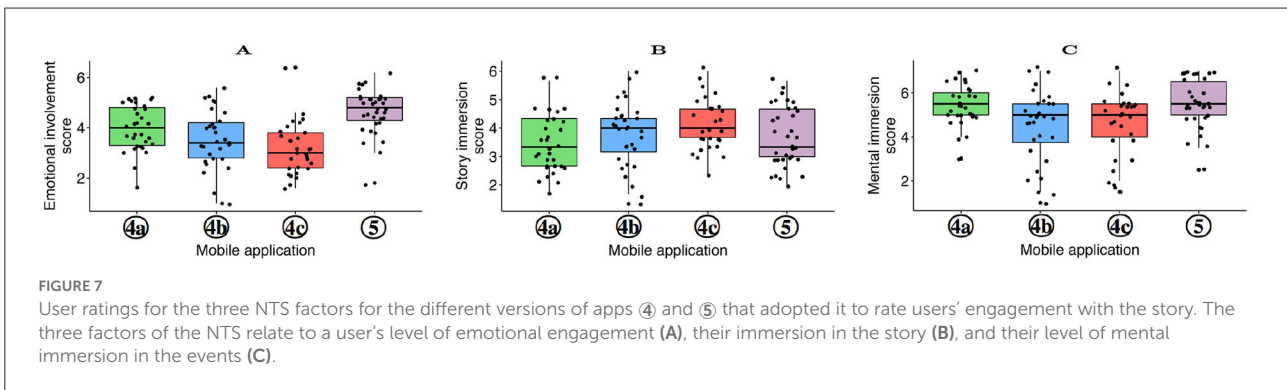 A
Emotional involvement
score
6
4
2
4a
4b
4c
5
Mobile application
B
Story immersion
score
6
5
4
3
2
4a
4b
4c
5
Mobile application
C
Mental immersion
score
6
4
2
4a
4b
4c
5
Mobile application
FIGURE 7
User ratings for the three NTS factors for the different versions of apps ④ and ⑤ that adopted it to rate users' engagement with the story. The
three factors of the NTS relate to a user's level of emotional engagement (A), their immersion in the story (B), and their level of mental
immersion in the events (C).